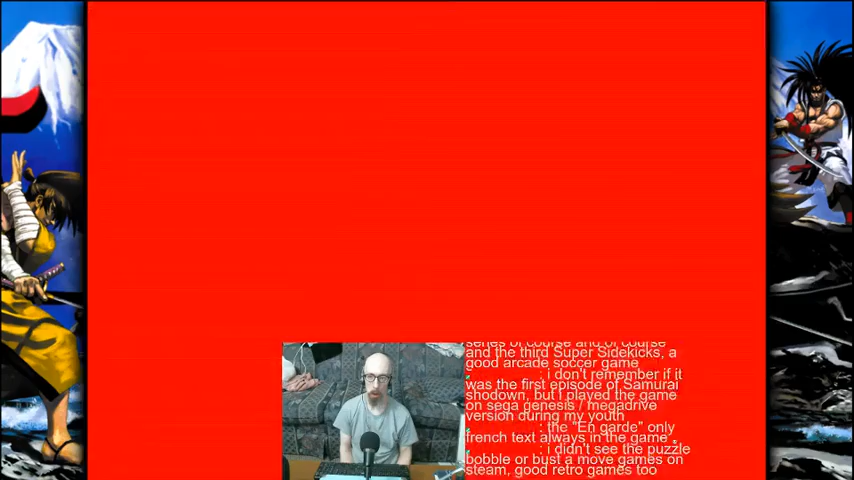 series of course and of course
and the third Super Sidekicks, a
good arcade soccer game
: i don't remember if it
was the first episode of Samurai
shodown, but I played the game
on sega genesis / megadrive
version during my youth
: the "En garde" only
french text always in the game ,
: i didn't see the puzzle
bobble or bust a move games on
steam, good retro games too